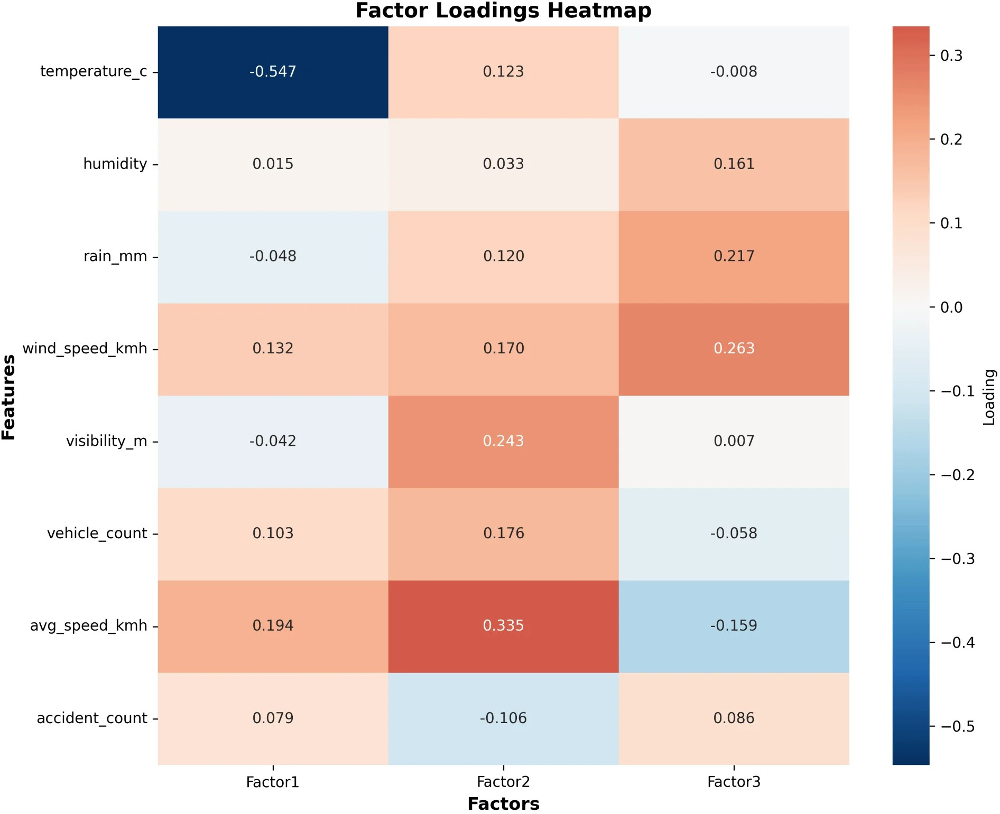 Factor Loadings Heatmap
temperature_c -0.547 0.123 -0.008
humidity 0.015 0.033 0.161
rain_mm -0.048 0.120 0.217
wind_speed_kmh 0.132 0.170 0.263
visibility_m -0.042 0.243 0.007
vehicle_count 0.103 0.176 -0.058
avg_speed_kmh 0.194 0.335 -0.159
accident_count 0.079 -0.106 0.086
Factor1 Factor2 Factor3
Factors
Features
0.3
0.2
0.1
0.0
−0.1
−0.2
−0.3
−0.4
−0.5
Loading